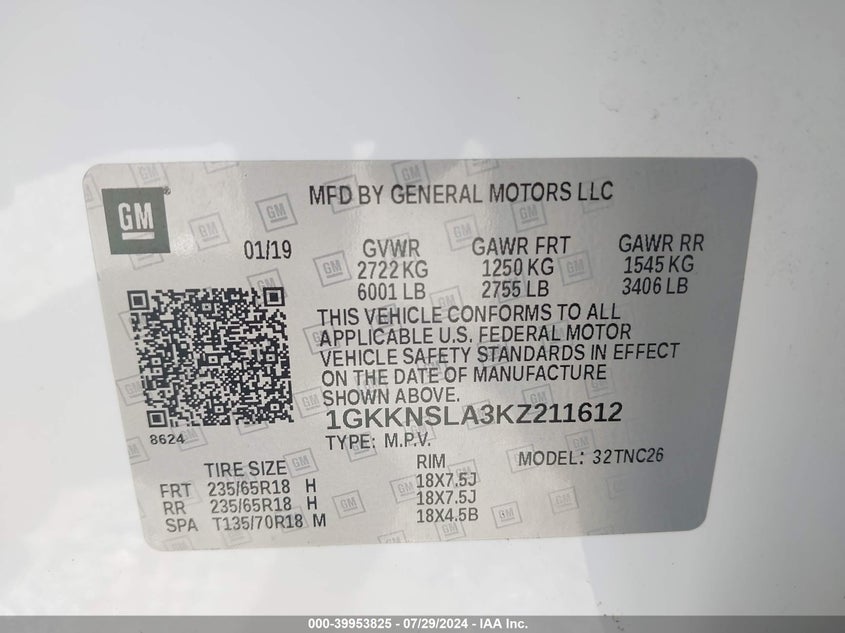 GM
MFD BY GENERAL MOTORS LLC
01/19 GVWR GAWR FRT GAWR RR
2722 KG 1250 KG 1545 KG
6001 LB 2755 LB 3406 LB
THIS VEHICLE CONFORMS TO ALL
APPLICABLE U.S. FEDERAL MOTOR
VEHICLE SAFETY STANDARDS IN EFFECT
ON THE DATE OF MANUFACTURE
SHOWN ABOVE.
1GKKNSLA3KZ211612
8624
TYPE: M.P.V. MODEL: 32TNC26
TIRE SIZE RIM
FRT 235/65R18 H 18X7.5J
RR 235/65R18 H 18X7.5J
SPA T135/70R18 M 18X4.5B
000-39953825 - 07/29/2024 - IAA Inc.